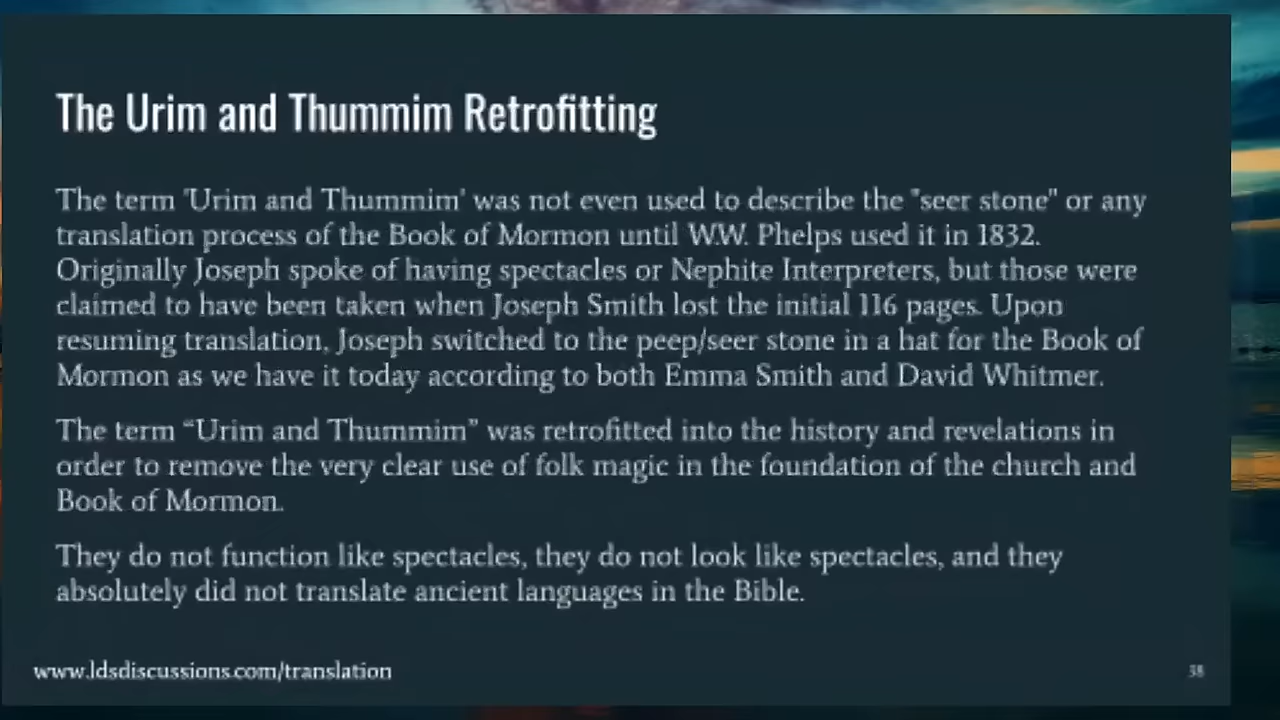 The Urim and Thummim Retrofitting
The term 'Urim and Thummim' was not even used to describe the "seer stone" or any
translation process of the Book of Mormon until W.W. Phelps used it in 1832.
Originally Joseph spoke of having spectacles or Nephite Interpreters, but those were
claimed to have been taken when Joseph Smith lost the initial 116 pages. Upon
resuming translation, Joseph switched to the peep/seer stone in a hat for the Book of
Mormon as we have it today according to both Emma Smith and David Whitmer.
The term “Urim and Thummim” was retrofitted into the history and revelations in
order to remove the very clear use of folk magic in the foundation of the church and
Book of Mormon.
They do not function like spectacles, they do not look like spectacles, and they
absolutely did not translate ancient languages in the Bible.
www.ldsdiscussions.com/translation
38